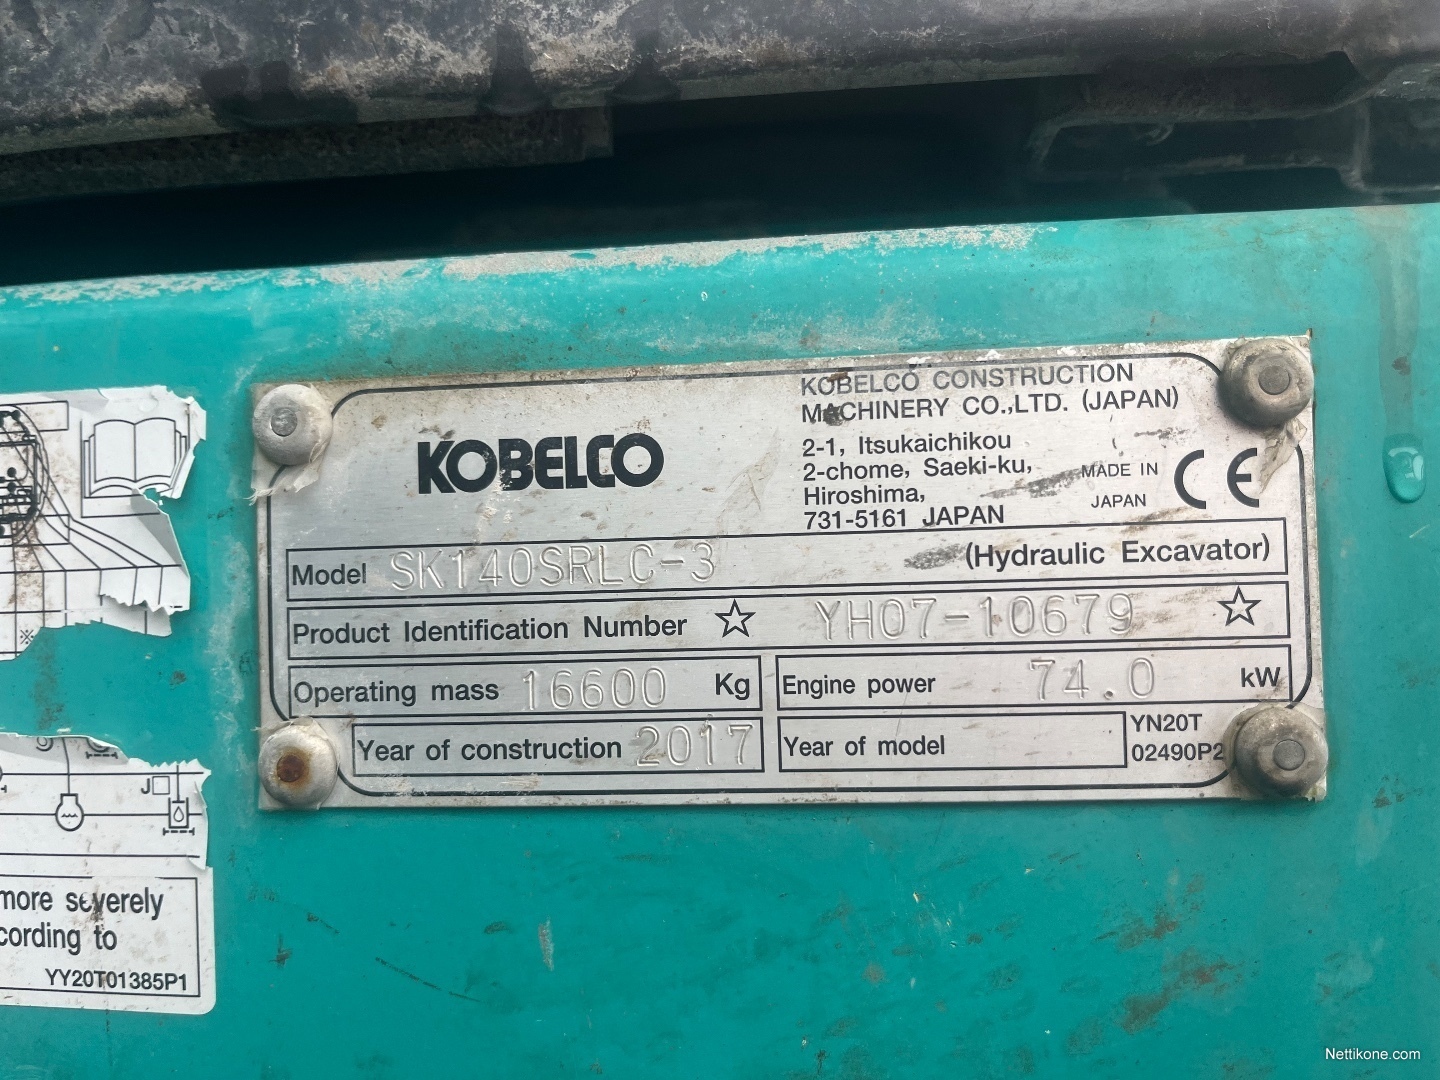 KOBELCO
KOBELCO CONSTRUCTION
MACHINERY CO.,LTD. (JAPAN)
2-1, Itsukaichikou
2-chome, Saeki-ku,
Hiroshima,
731-5161 JAPAN
MADE IN
JAPAN
CE
Model SK140SRLC-3 (Hydraulic Excavator)
Product Identification Number ☆ YH07-10679 ☆
Operating mass 16600 Kg
Engine power 74.0 kW
Year of construction 2017
Year of model
YN20T
02490P2
※
J□
more severely
cording to
YY20T01385P1
Nettikone.com